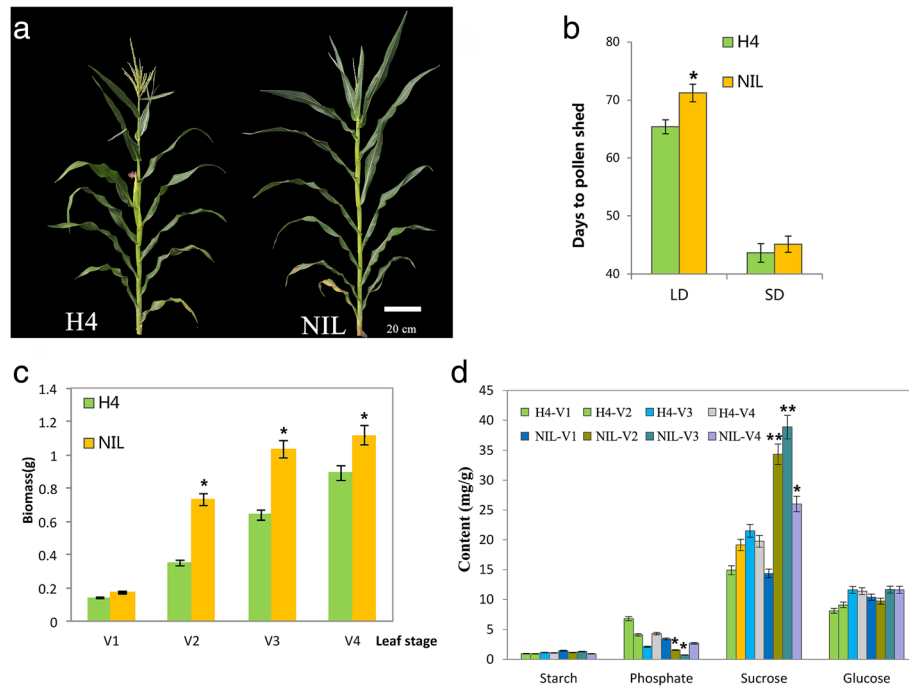 a
H4
NIL
20 cm
b
H4
NIL
Days to pollen shed
80
70
60
50
40
*
LD
SD
c
H4
NIL
Biomass(g)
1.4
1.2
1
0.8
0.6
0.4
0.2
0
*
*
*
V1
V2
V3
V4
Leaf stage
d
H4-V1
H4-V2
H4-V3
H4-V4
NIL-V1
NIL-V2
NIL-V3
NIL-V4
Content (mg/g)
45
40
35
30
25
20
15
10
5
0
*
*
**
**
*
Starch
Phosphate
Sucrose
Glucose